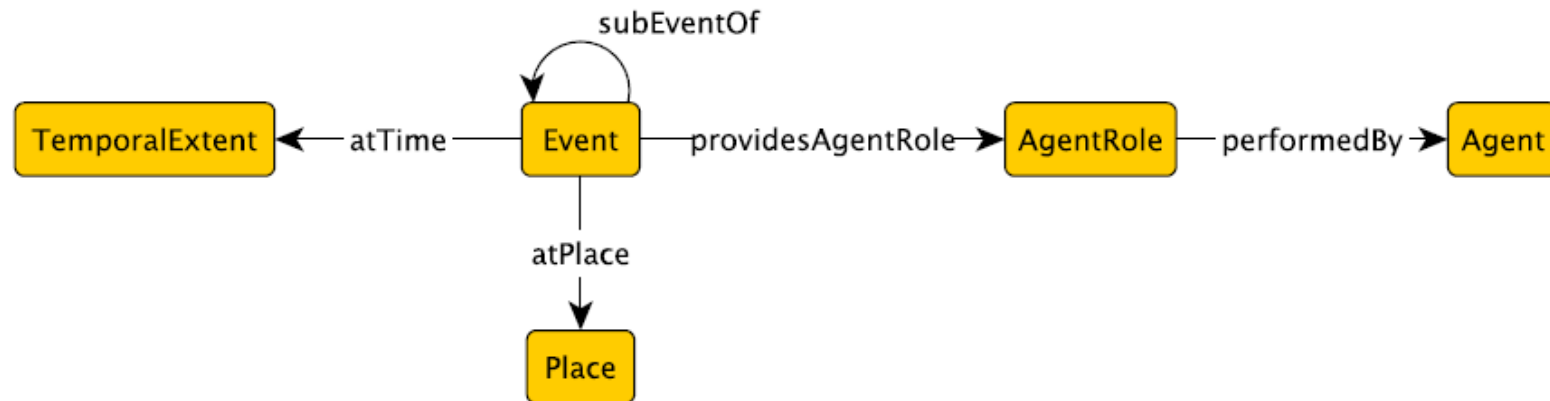 subEventOf
TemporalExtent atTime Event providesAgentRole AgentRole performedBy Agent
atPlace
Place